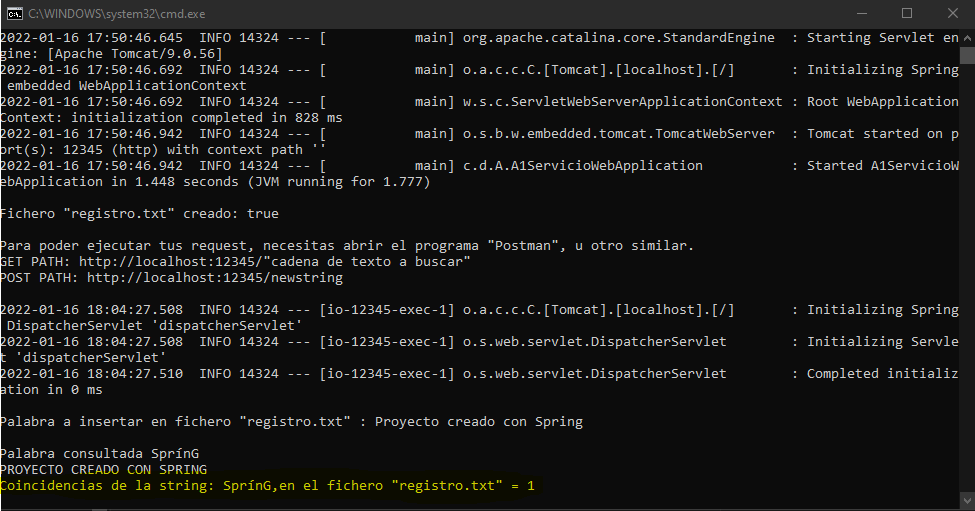 C:\WINDOWS\system32\cmd.exe
2022-01-16 17:50:46.645  INFO 14324 --- [           main] org.apache.catalina.core.StandardEngine  : Starting Servlet en
gine: [Apache Tomcat/9.0.56]
2022-01-16 17:50:46.692  INFO 14324 --- [           main] o.a.c.c.C.[Tomcat].[localhost].[/]       : Initializing Spring
 embedded WebApplicationContext
2022-01-16 17:50:46.692  INFO 14324 --- [           main] w.s.c.ServletWebServerApplicationContext : Root WebApplication
Context: initialization completed in 828 ms
2022-01-16 17:50:46.942  INFO 14324 --- [           main] o.s.b.w.embedded.tomcat.TomcatWebServer  : Tomcat started on p
ort(s): 12345 (http) with context path ''
2022-01-16 17:50:46.942  INFO 14324 --- [           main] c.d.A.A1ServicioWebApplication           : Started A1ServicioW
ebApplication in 1.448 seconds (JVM running for 1.777)
Fichero "registro.txt" creado: true
Para poder ejecutar tus request, necesitas abrir el programa "Postman", u otro similar.
GET PATH: http://localhost:12345/"cadena de texto a buscar"
POST PATH: http://localhost:12345/newstring
2022-01-16 18:04:27.508  INFO 14324 --- [io-12345-exec-1] o.a.c.c.C.[Tomcat].[localhost].[/]       : Initializing Spring
 DispatcherServlet 'dispatcherServlet'
2022-01-16 18:04:27.508  INFO 14324 --- [io-12345-exec-1] o.s.web.servlet.DispatcherServlet        : Initializing Servle
t 'dispatcherServlet'
2022-01-16 18:04:27.510  INFO 14324 --- [io-12345-exec-1] o.s.web.servlet.DispatcherServlet        : Completed initializ
ation in 0 ms
Palabra a insertar en fichero "registro.txt" : Proyecto creado con Spring
Palabra consultada SprínG
PROYECTO CREADO CON SPRING
Coincidencias de la string: SprínG,en el fichero "registro.txt" = 1